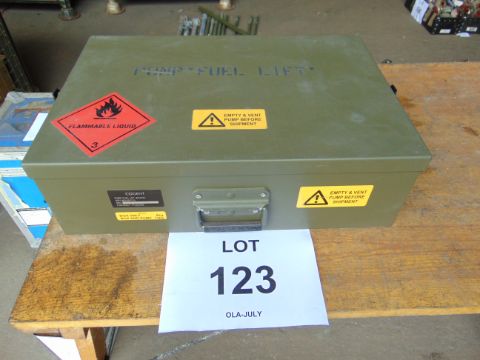 PUMP FUEL LIFT
FLAMMABLE LIQUID
3
EMPTY & VENT
PUMP BEFORE
SHIPMENT
EMPTY & VENT
PUMP BEFORE
SHIPMENT
LOT
123
OLA-JULY